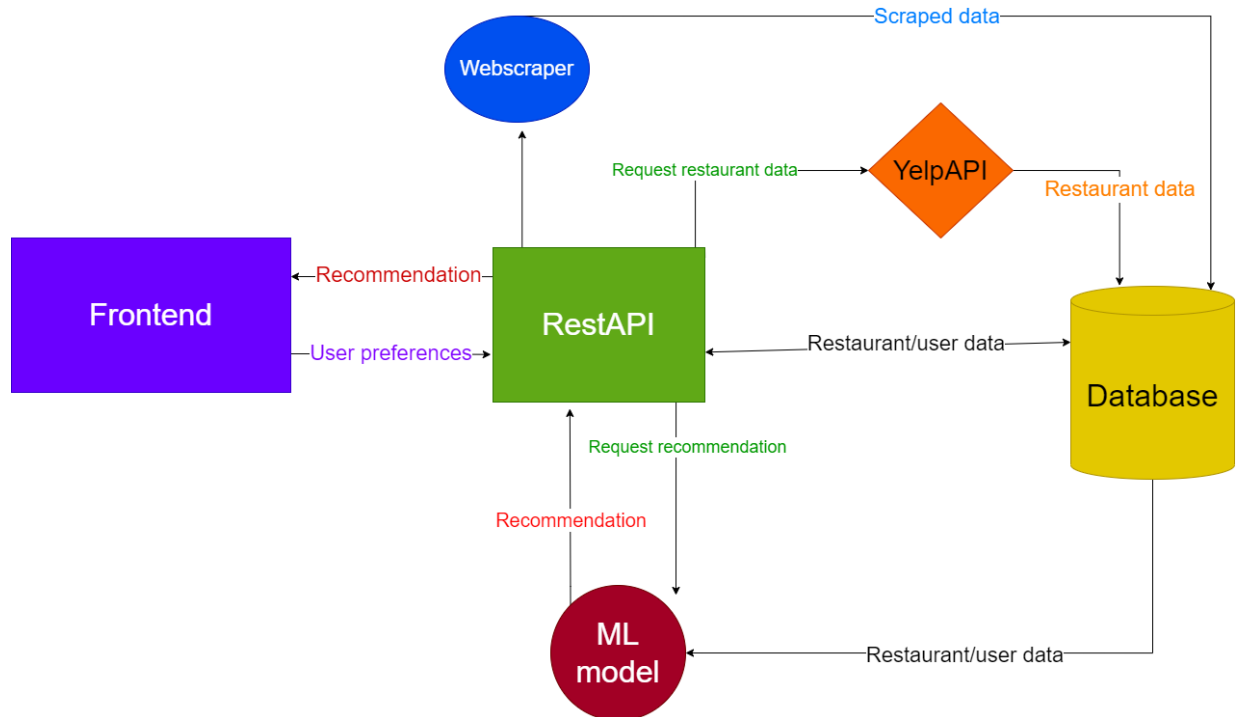 Scraped data
Webscraper
Request restaurant data
YelpAPI
Restaurant data
Recommendation
Frontend
RestAPI
User preferences
Restaurant/user data
Database
Request recommendation
Recommendation
ML
model
Restaurant/user data